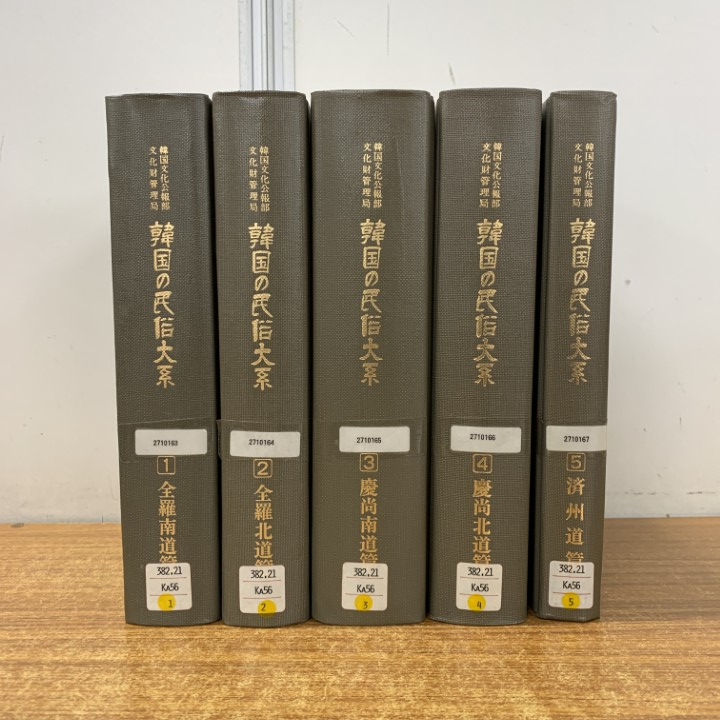 韓国文化公報部
文化財管理局
韓国の民俗大系
2710163
1
全羅南道篇
382.21
KA56
1
韓国文化公報部
文化財管理局
韓国の民俗大系
2710164
2
全羅北道篇
382.21
KA56
2
韓国文化公報部
文化財管理局
韓国の民俗大系
2710165
3
慶尚南道篇
382.21
KA56
3
韓国文化公報部
文化財管理局
韓国の民俗大系
2710166
4
慶尚北道篇
382.21
KA56
4
韓国文化公報部
文化財管理局
韓国の民俗大系
2710167
5
済州道篇
382.21
KA56
5